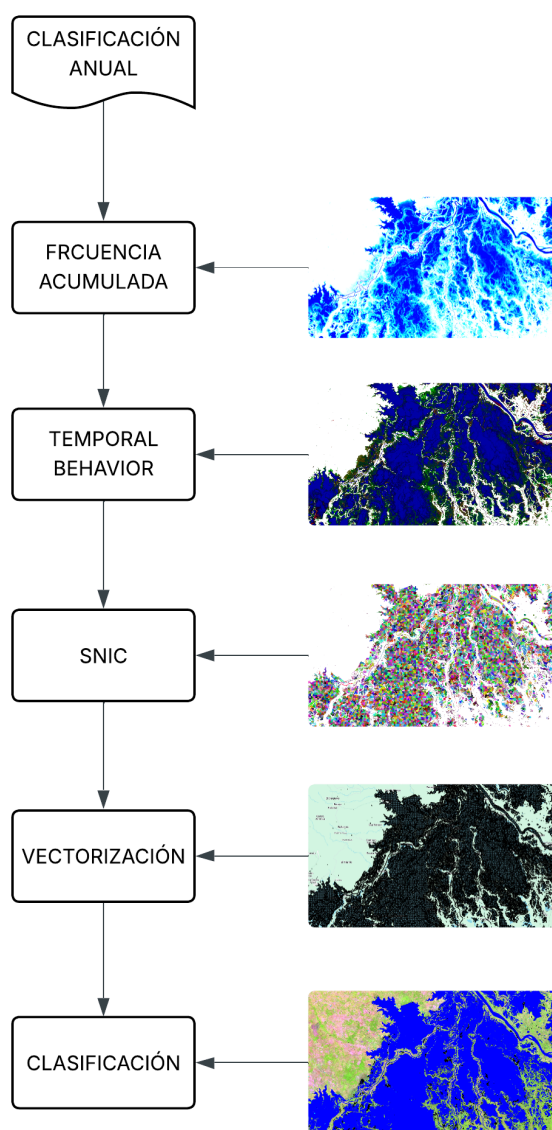 CLASIFICACIÓN
ANUAL
FRCUENCIA
ACUMULADA
TEMPORAL
BEHAVIOR
SNIC
VECTORIZACIÓN
CLASIFICACIÓN